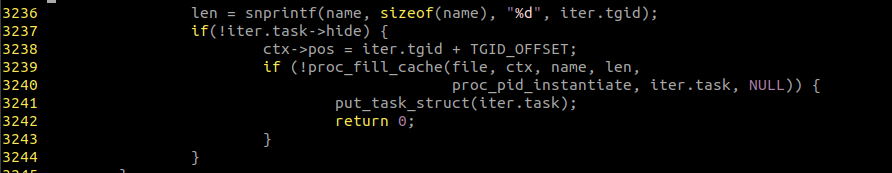 3236 len = snprintf(name, sizeof(name), "%d", iter.tgid);
3237 if(!iter.task->hide) {
3238 ctx->pos = iter.tgid + TGID_OFFSET;
3239 if (!proc_fill_cache(file, ctx, name, len,
3240 proc_pid_instantiate, iter.task, NULL)) {
3241 put_task_struct(iter.task);
3242 return 0;
3243 }
3244 }
3245 }